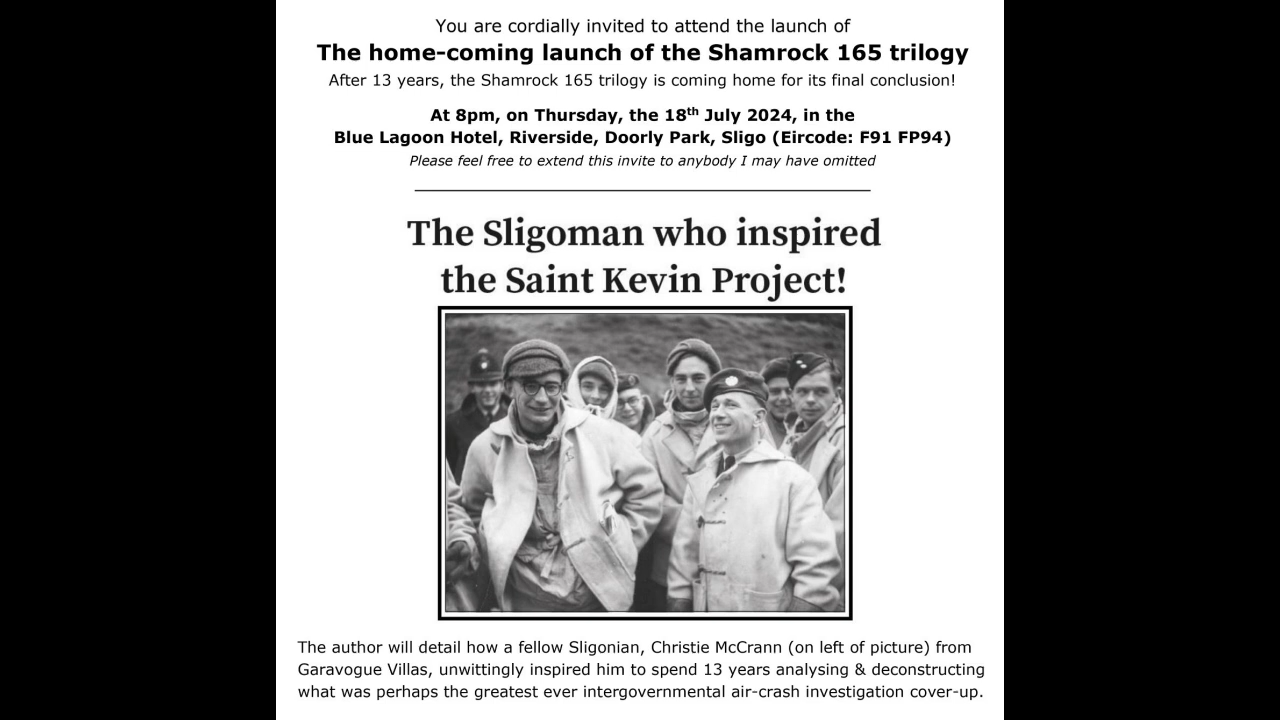 You are cordially invited to attend the launch of
The home-coming launch of the Shamrock 165 trilogy
After 13 years, the Shamrock 165 trilogy is coming home for its final conclusion!
At 8pm, on Thursday, the 18th July 2024, in the
Blue Lagoon Hotel, Riverside, Doorly Park, Sligo (Eircode: F91 FP94)
Please feel free to extend this invite to anybody I may have omitted
The Sligoman who inspired
the Saint Kevin Project!
The author will detail how a fellow Sligonian, Christie McCrann (on left of picture) from
Garavogue Villas, unwittingly inspired him to spend 13 years analysing & deconstructing
what was perhaps the greatest ever intergovernmental air-crash investigation cover-up.